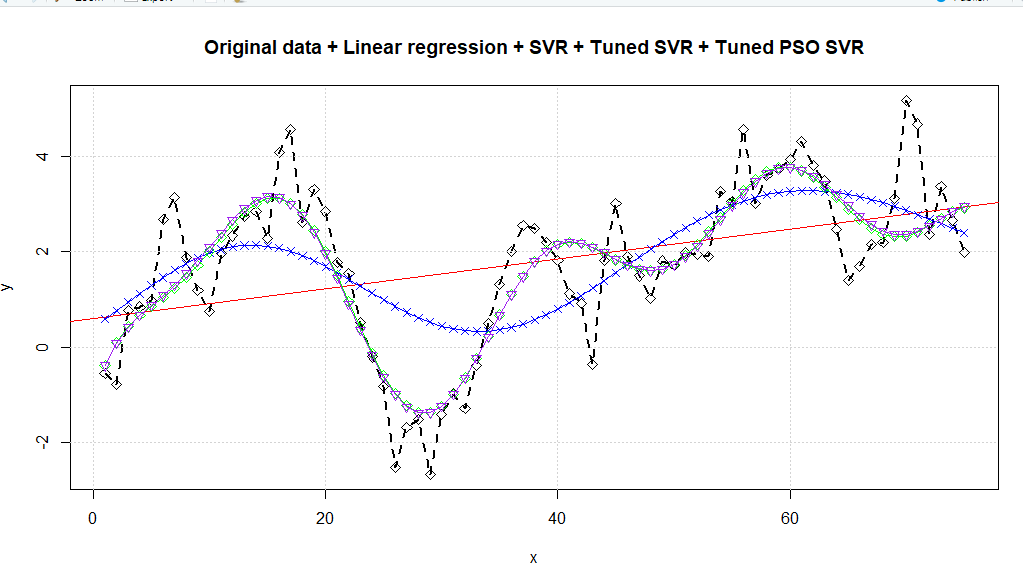 Original data + Linear regression + SVR + Tuned SVR + Tuned PSO SVR
y
4
2
0
-2
0 20 40 60
x